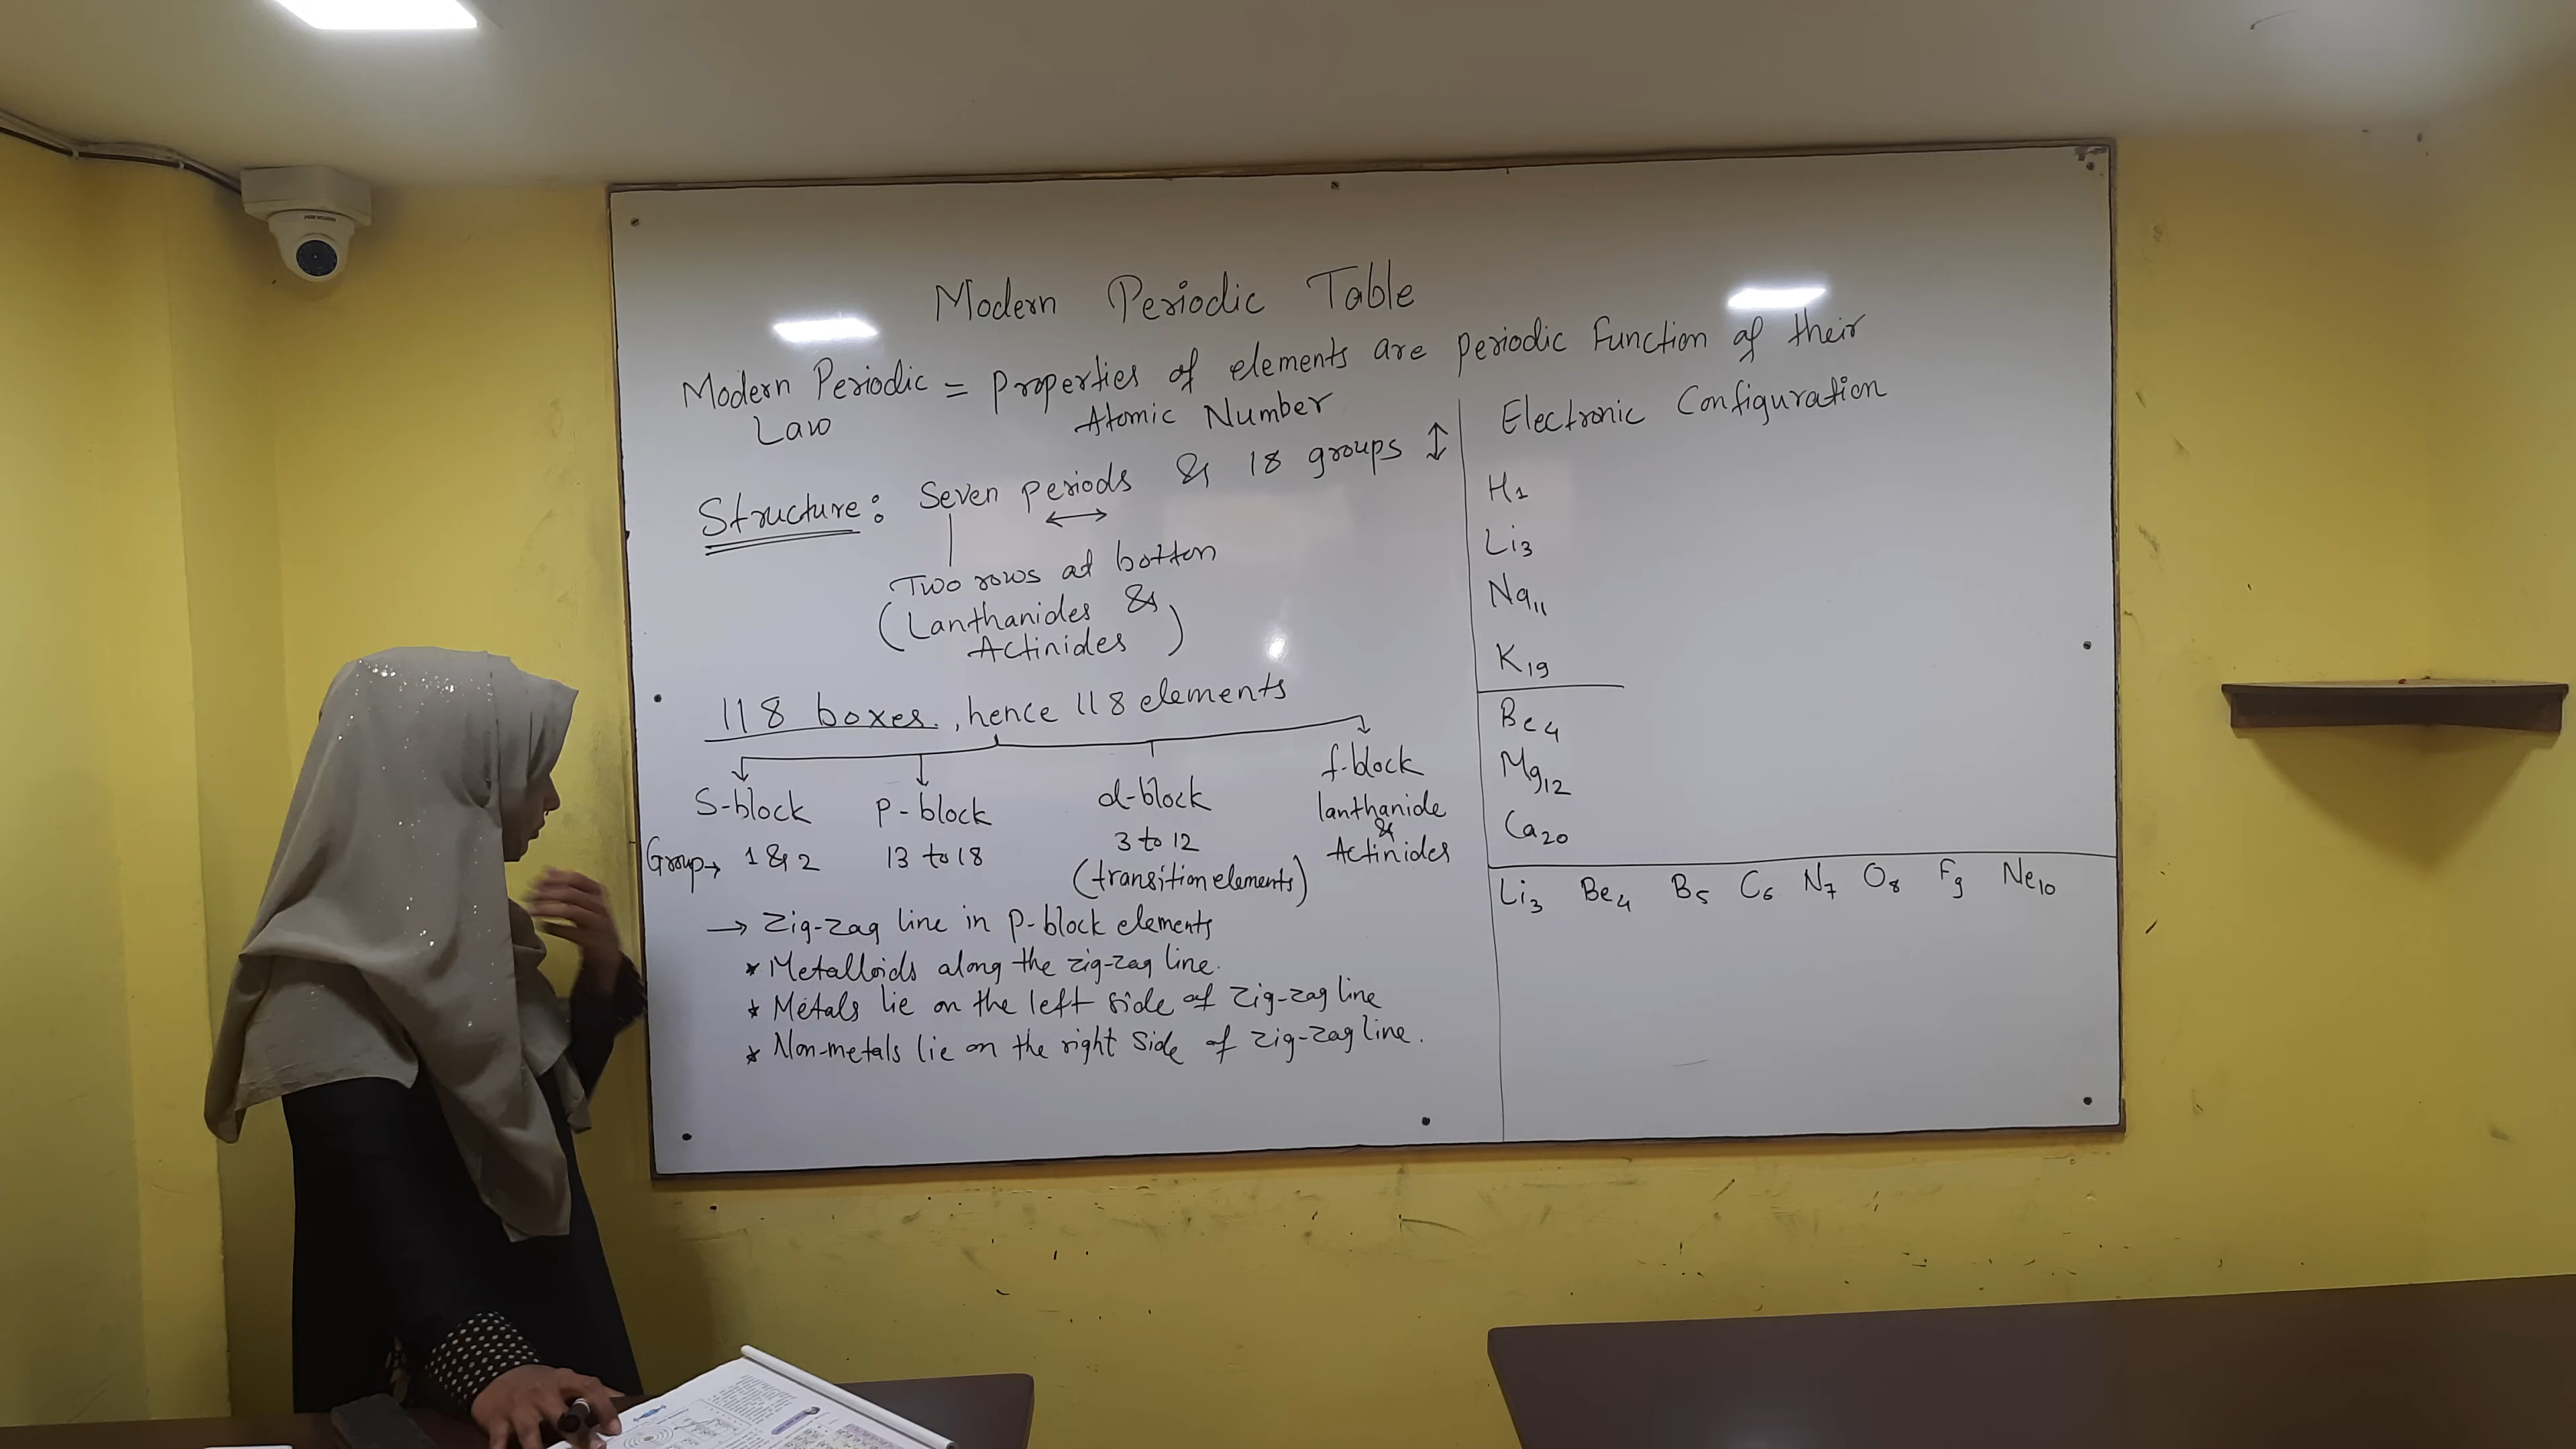 HIKVISION
Modern Periodic Table
Modern Periodic = Properties of elements are periodic Function of their
Law Atomic Number
Structure: Seven periods & 18 groups ↕
↔
Two rows at bottom
(Lanthanides &
Actinides)
118 boxes, hence 118 elements
S-block P-block d-block f-block
Group→ 1 & 2 13 to 18 3 to 12 lanthanide
(transition elements) &
Actinides
→ Zig-zag line in p-block elements
* Metalloids along the zig-zag line.
* Metals lie on the left side of zig-zag line
* Non-metals lie on the right side of zig-zag line.
Electronic Configuration
H1
Li3
Na11
K19
Be4
Mg12
Ca20
Li3 Be4 B5 C6 N7 O8 F9 Ne10